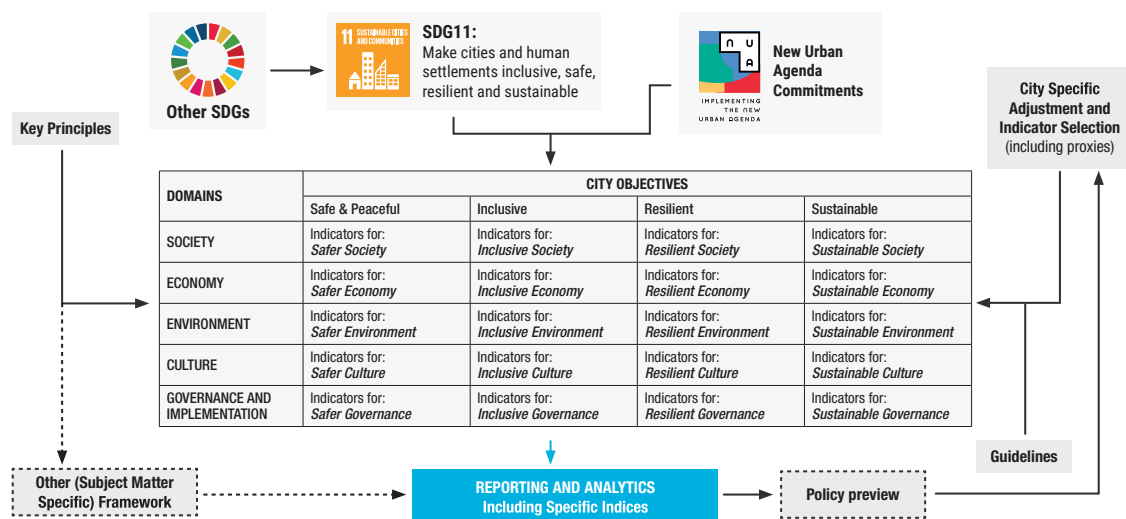 11 SUSTAINABLE CITIES
AND COMMUNITIES
SDG11:
Make cities and human
settlements inclusive, safe,
resilient and sustainable
Other SDGs
N U
U A
IMPLEMENTING
THE NEW
URBAN AGENDA
New Urban
Agenda
Commitments
Key Principles
City Specific
Adjustment and
Indicator Selection
(including proxies)
DOMAINS
CITY OBJECTIVES
Safe & Peaceful
Inclusive
Resilient
Sustainable
SOCIETY
Indicators for:
Safer Society
Indicators for:
Inclusive Society
Indicators for:
Resilient Society
Indicators for:
Sustainable Society
ECONOMY
Indicators for:
Safer Economy
Indicators for:
Inclusive Economy
Indicators for:
Resilient Economy
Indicators for:
Sustainable Economy
ENVIRONMENT
Indicators for:
Safer Environment
Indicators for:
Inclusive Environment
Indicators for:
Resilient Environment
Indicators for:
Sustainable Environment
CULTURE
Indicators for:
Safer Culture
Indicators for:
Inclusive Culture
Indicators for:
Resilient Culture
Indicators for:
Sustainable Culture
GOVERNANCE AND
IMPLEMENTATION
Indicators for:
Safer Governance
Indicators for:
Inclusive Governance
Indicators for:
Resilient Governance
Indicators for:
Sustainable Governance
Guidelines
Other (Subject Matter
Specific) Framework
REPORTING AND ANALYTICS
Including Specific Indices
Policy preview